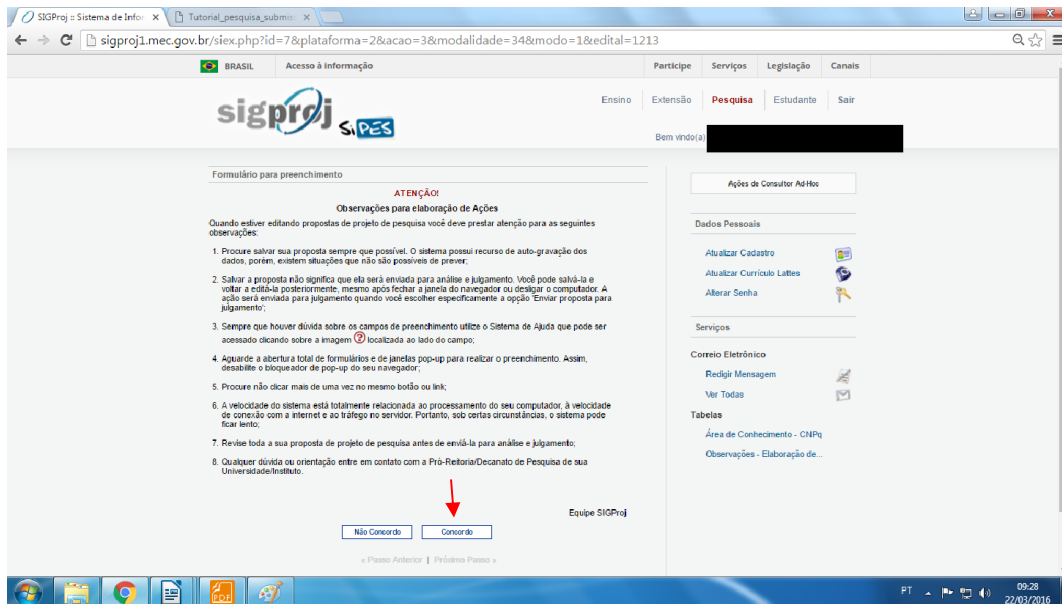 SIGProj :: Sistema de Infor
Tutorial_pesquisa_submis
sigproj1.mec.gov.br/siex.php?id=7&plataforma=2&acao=3&modalidade=34&modo=1&edital=1213
BRASIL Acesso à informação Participe Serviços Legislação Canais
sigproj SiPES
Ensino Extensão Pesquisa Estudante Sair
Bem vindo(a)
Formulário para preenchimento
ATENÇÃO!
Observações para elaboração de Ações
Quando estiver editando propostas de projeto de pesquisa você deve prestar atenção para as seguintes
observações:
1. Procure salvar sua proposta sempre que possível. O sistema possui recurso de auto-gravação dos
dados, porém, existem situações que não são possíveis de prever;
2. Salvar a proposta não significa que ela será enviada para análise e julgamento. Você pode salvá-la e
voltar a editá-la posteriormente, mesmo após fechar a janela do navegador ou desligar o computador. A
ação será enviada para julgamento quando você escolher especificamente a opção 'Enviar proposta para
julgamento';
3. Sempre que houver dúvida sobre os campos de preenchimento utilize o Sistema de Ajuda que pode ser
acessado clicando sobre a imagem ? localizada ao lado do campo;
4. Aguarde a abertura total de formulários e de janelas pop-up para realizar o preenchimento. Assim,
desabilite o bloqueador de pop-up do seu navegador;
5. Procure não clicar mais de uma vez no mesmo botão ou link;
6. A velocidade do sistema está totalmente relacionada ao processamento do seu computador, à velocidade
de conexão com a internet e ao tráfego no servidor. Portanto, sob certas circunstâncias, o sistema pode
ficar lento;
7. Revise toda a sua proposta de projeto de pesquisa antes de enviá-la para análise e julgamento;
8. Qualquer dúvida ou orientação entre em contato com a Pró-Reitoria/Decanato de Pesquisa de sua
Universidade/Instituto.
Equipe SIGProj
Não Concordo Concordo
« Passo Anterior | Próximo Passo »
Ações de Consultor Ad-Hoc
Dados Pessoais
Atualizar Cadastro
Atualizar Currículo Lattes
Alterar Senha
Serviços
Correio Eletrônico
Redigir Mensagem
Ver Todas
Tabelas
Área de Conhecimento - CNPq
Observações - Elaboração de...
PDF
PT 09:28
22/03/2016